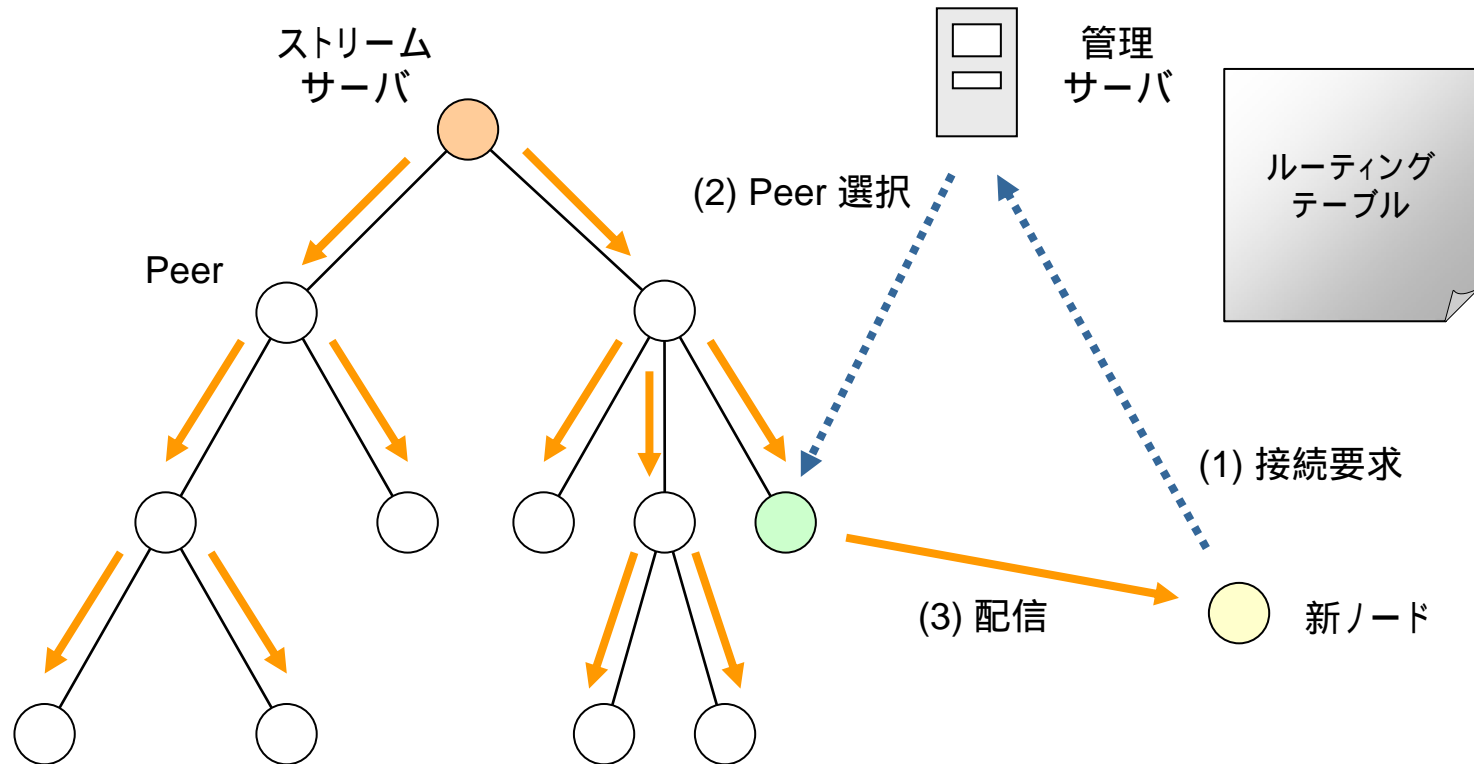 ストリーム
サーバ
管理
サーバ
ルーティング
テーブル
(2) Peer 選択
Peer
(1) 接続要求
(3) 配信
新ノード